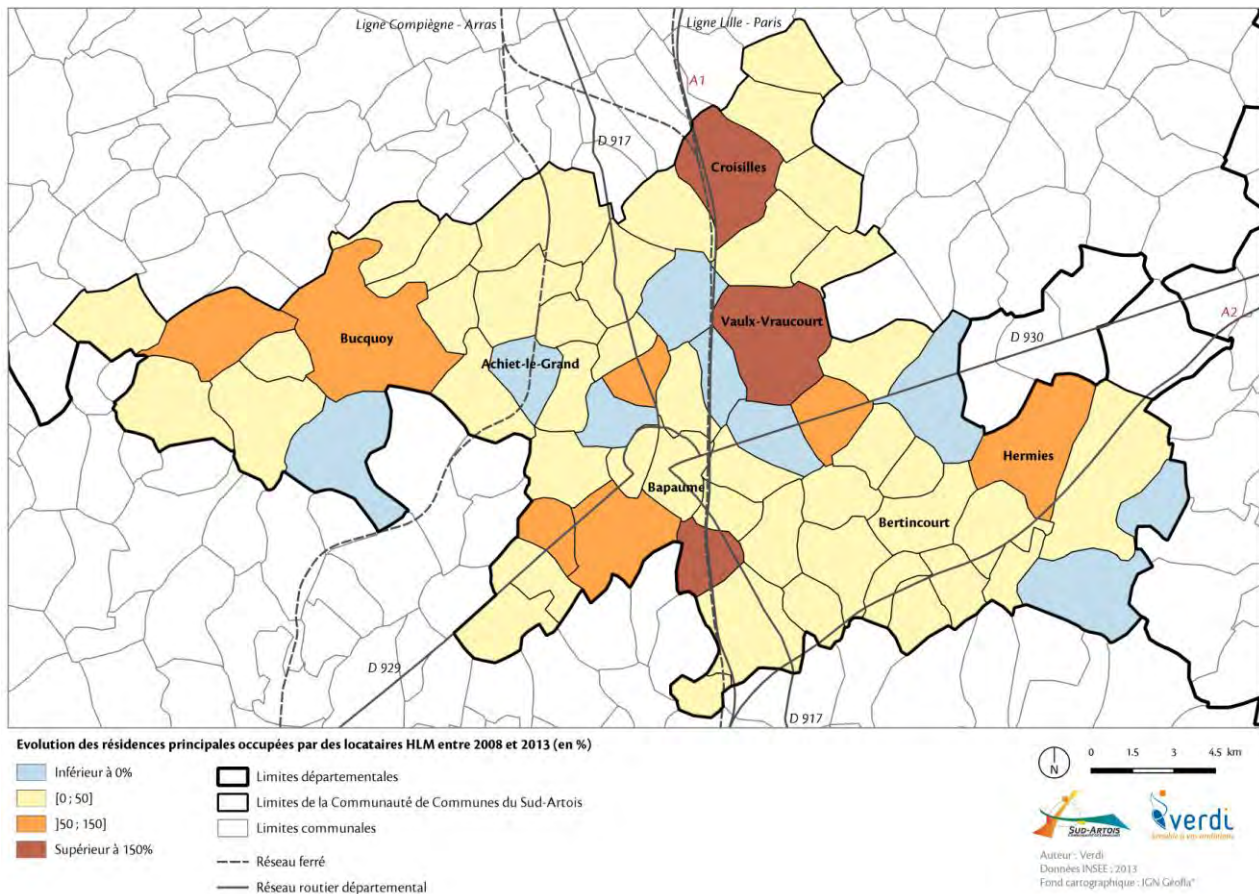 Ligne Compiègne - Arras
Ligne Lille - Paris
A1
D 917
Croisilles
Vaulx-Vraucourt
A2
D 930
Bucquoy
Achiet-le-Grand
Hermies
Bapaume
Bertincourt
D 929
D 917
Evolution des résidences principales occupées par des locataires HLM entre 2008 et 2013 (en %)
Inférieur à 0%
[0 ; 50]
]50 ; 150]
Supérieur à 150%
Limites départementales
Limites de la Communauté de Communes du Sud-Artois
Limites communales
Réseau ferré
Réseau routier départemental
N
0 1.5 3 4.5 km
SUD-ARTOIS
verdi
Auteur : Verdi
Données INSEE : 2013
Fond cartographique : IGN Géofla®